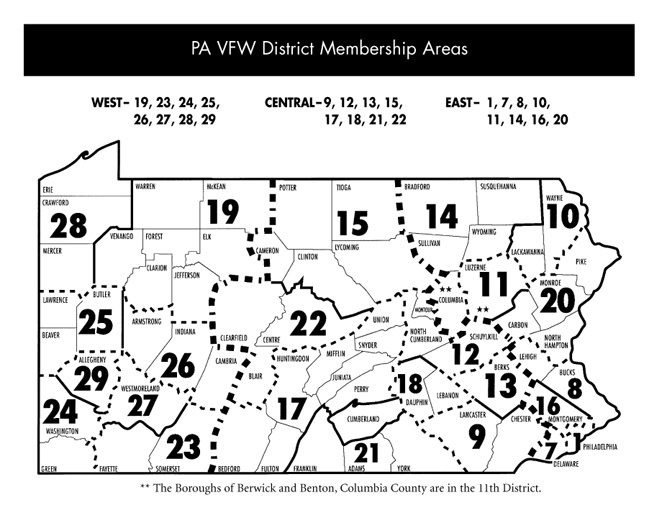 PA VFW District Membership Areas
WEST– 19, 23, 24, 25,
26, 27, 28, 29
CENTRAL–9, 12, 13, 15,
17, 18, 21, 22
EAST– 1, 7, 8, 10,
11, 14, 16, 20
ERIE
CRAWFORD
28
MERCER
WARREN
McKEAN
19
VENANGO
FOREST
ELK
CAMERON
POTTER
TIOGA
15
LYCOMING
CLINTON
BRADFORD
14
SULLIVAN
SUSQUEHANNA
WYOMING
WAYNE
10
LACKAWANNA
PIKE
CLARION
JEFFERSON
LAWRENCE
BUTLER
25
BEAVER
ARMSTRONG
INDIANA
26
CLEARFIELD
CENTRE
22
UNION
MONTOUR
**
COLUMBIA
**
LUZERNE
11
MONROE
20
CARBON
NORTH
HAMPTON
NORTH
CUMBERLAND
SCHUYLKILL
12
SNYDER
MIFFLIN
JUNIATA
PERRY
HUNTINGDON
BLAIR
CAMBRIA
ALLEGHENY
29
WESTMORELAND
27
24
WASHINGTON
GREEN
FAYETTE
23
SOMERSET
BEDFORD
17
FULTON
FRANKLIN
CUMBERLAND
21
ADAMS
YORK
18
DAUPHIN
LEBANON
BERKS
13
LEHIGH
BUCKS
8
16
MONTGOMERY
LANCASTER
9
CHESTER
7
DELAWARE
1
PHILADELPHIA
** The Boroughs of Berwick and Benton, Columbia County are in the 11th District.